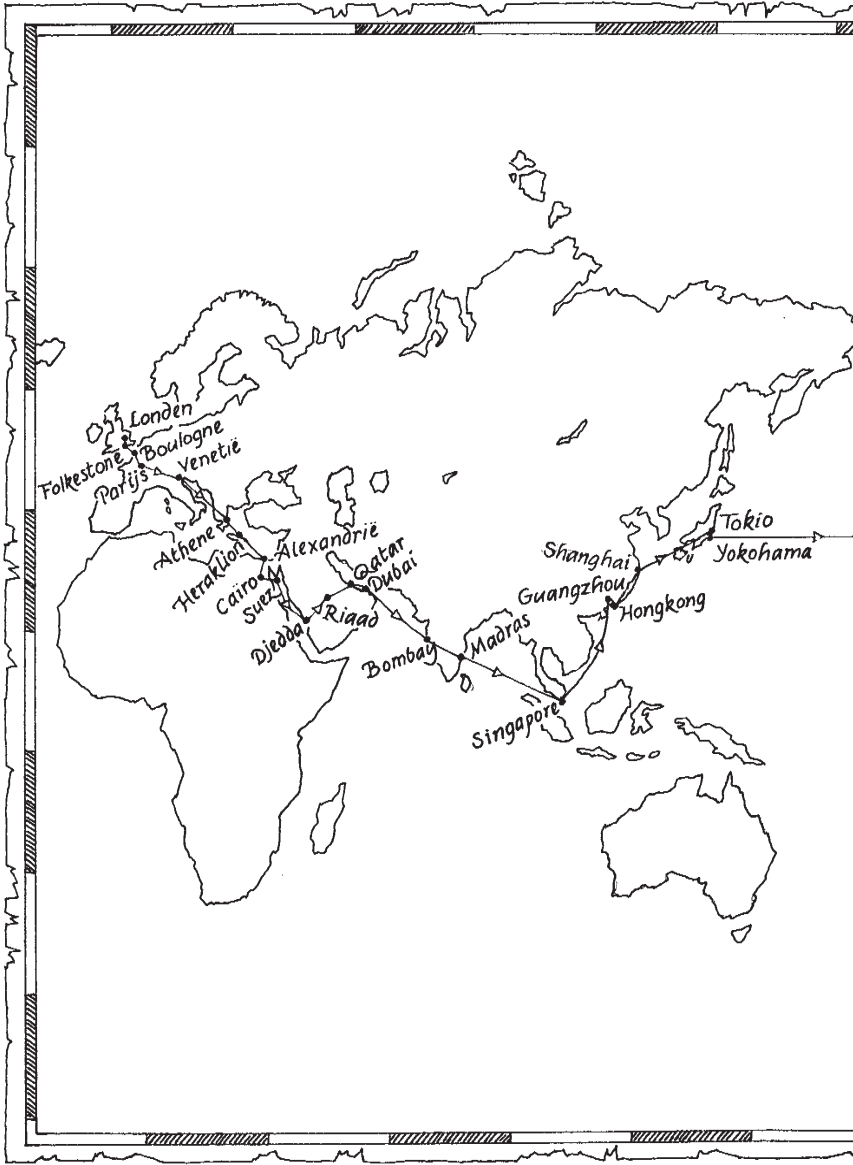 Londen
Folkestone
Boulogne
Parijs
Venetië
Athene
Heraklion
Alexandrië
Caïro
Suez
Djedda
Riaad
Qatar
Dubai
Bombay
Madras
Singapore
Hongkong
Guangzhou
Shanghai
Tokio
Yokohama